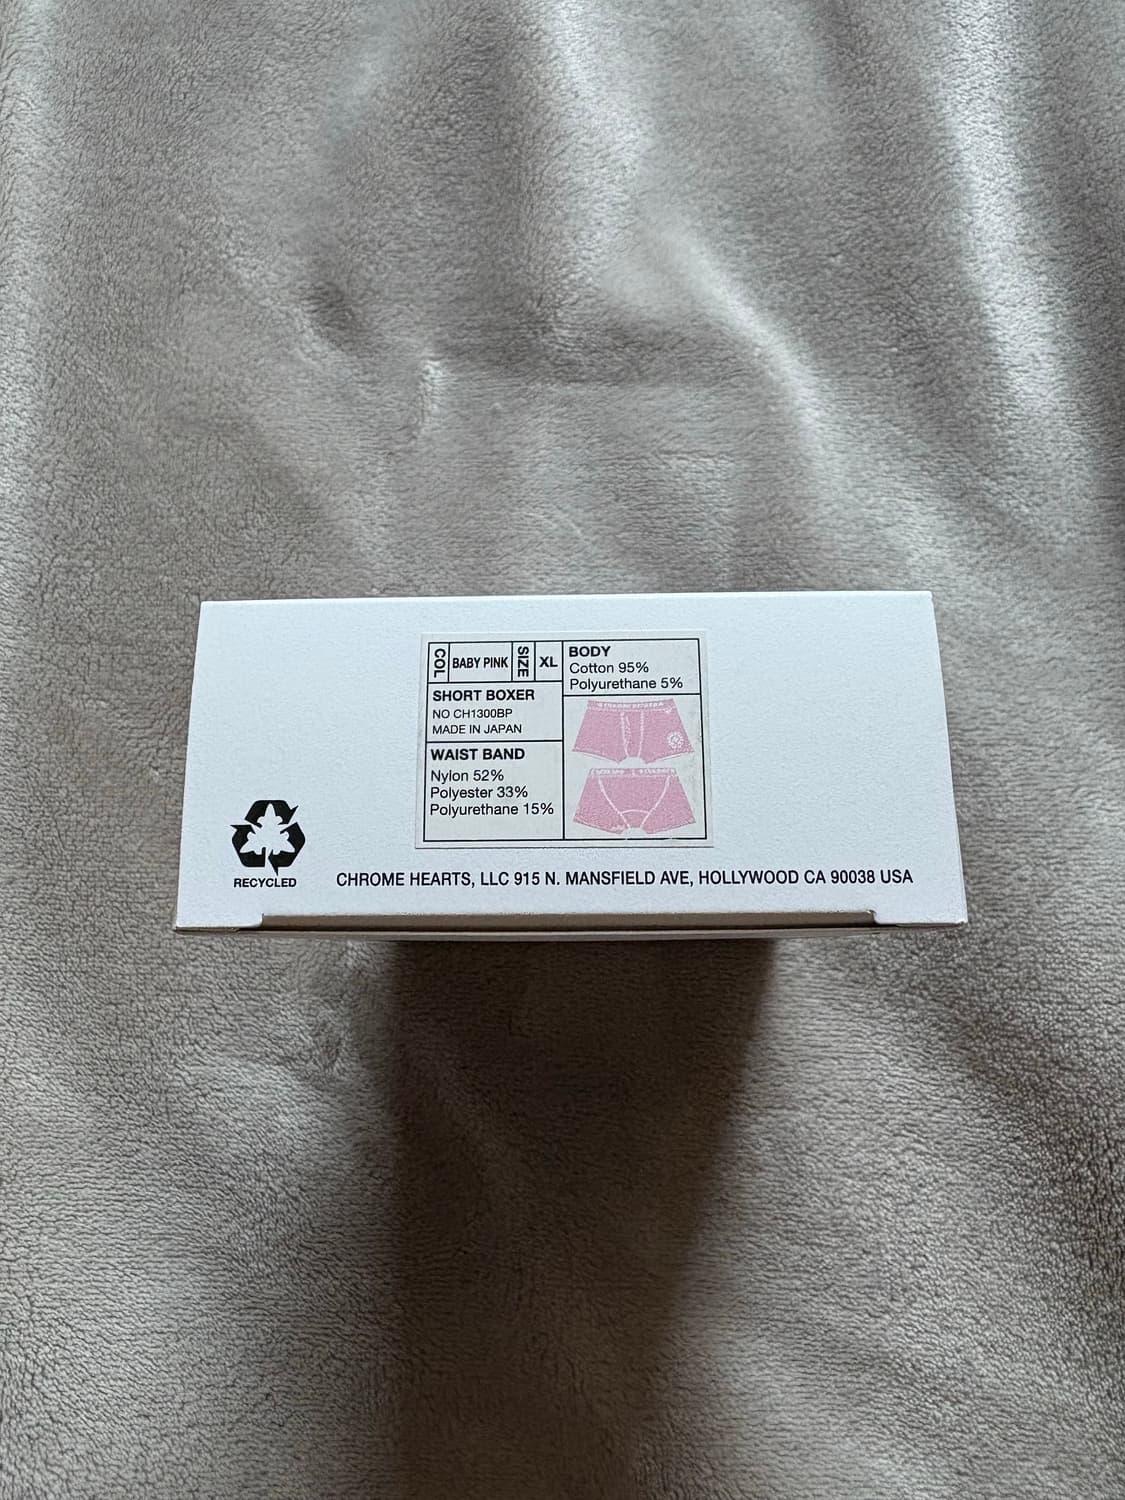 COL BABY PINK SIZE XL
SHORT BOXER
NO CH1300BP
MADE IN JAPAN
WAIST BAND
Nylon 52%
Polyester 33%
Polyurethane 15%
BODY
Cotton 95%
Polyurethane 5%
RECYCLED
CHROME HEARTS, LLC 915 N. MANSFIELD AVE, HOLLYWOOD CA 90038 USA